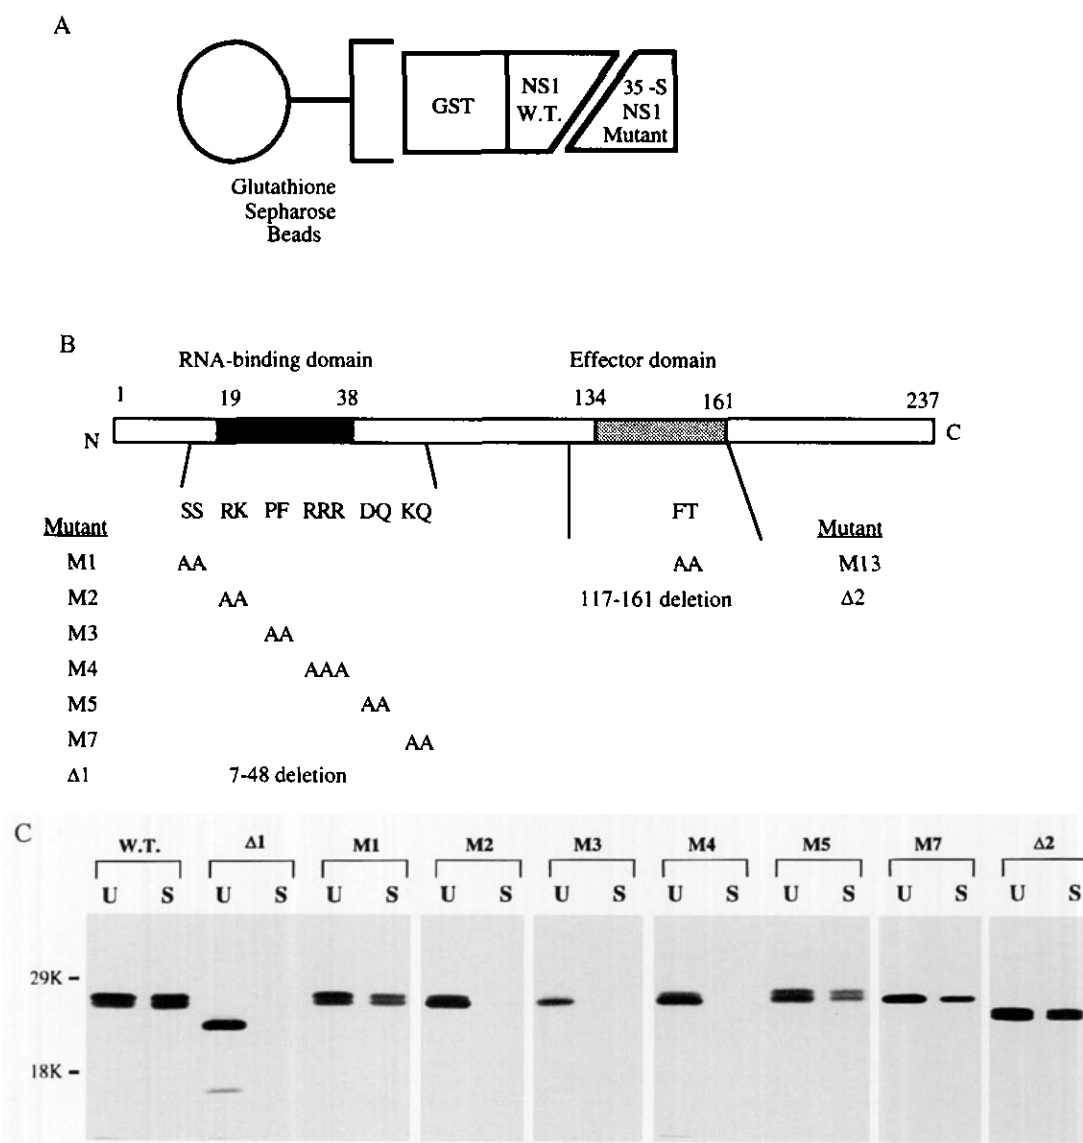 A
GST
NS1
W.T.
35 -S
NS1
Mutant
Glutathione
Sepharose
Beads
B
RNA-binding domain
Effector domain
1 19 38 134 161 237
N C
SS RK PF RRR DQ KQ FT
Mutant Mutant
M1 AA AA M13
M2 AA 117-161 deletion Δ2
M3 AA
M4 AAA
M5 AA
M7 AA
Δ1 7-48 deletion
C
W.T. Δ1 M1 M2 M3 M4 M5 M7 Δ2
U S U S U S U S U S U S U S U S U S
29K
18K